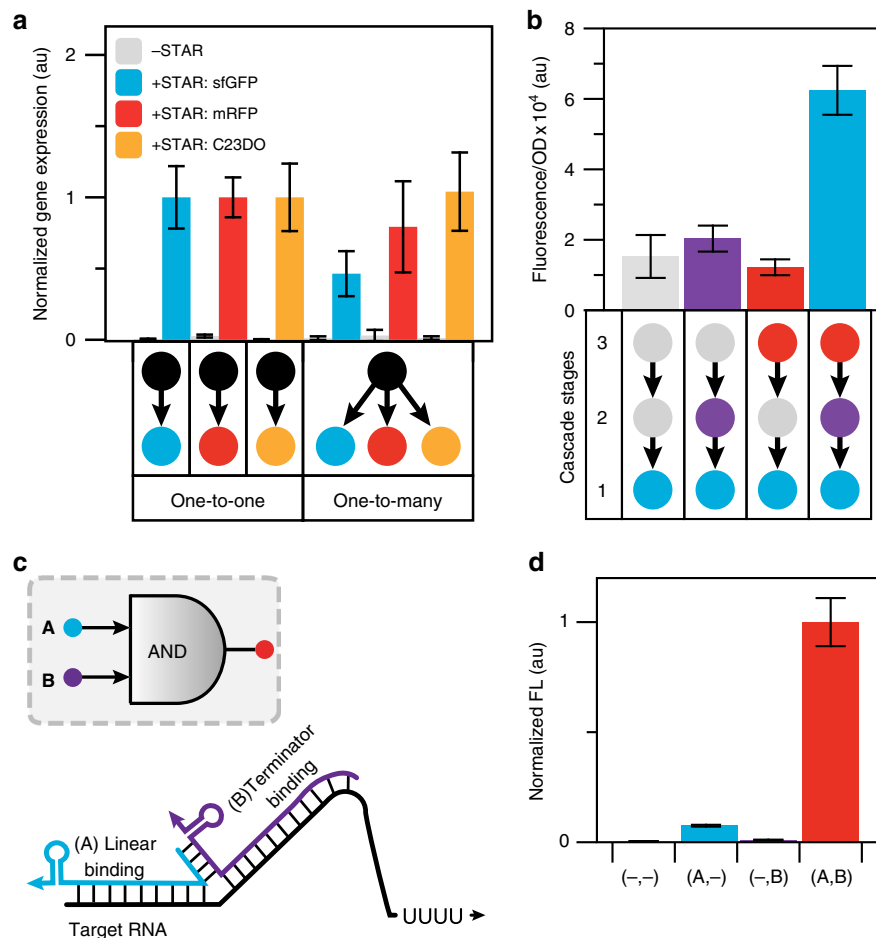 a
Normalized gene expression (au)
2
1
0
–STAR
+STAR: sfGFP
+STAR: mRFP
+STAR: C23DO
One-to-one
One-to-many
b
Fluorescence/OD x 10⁴ (au)
8
6
4
2
0
Cascade stages
3
2
1
c
A
B
AND
(A) Linear
binding
(B)Terminator
binding
Target RNA
UUUU
d
Normalized FL (au)
1
0
(–,–)
(A,–)
(–,B)
(A,B)